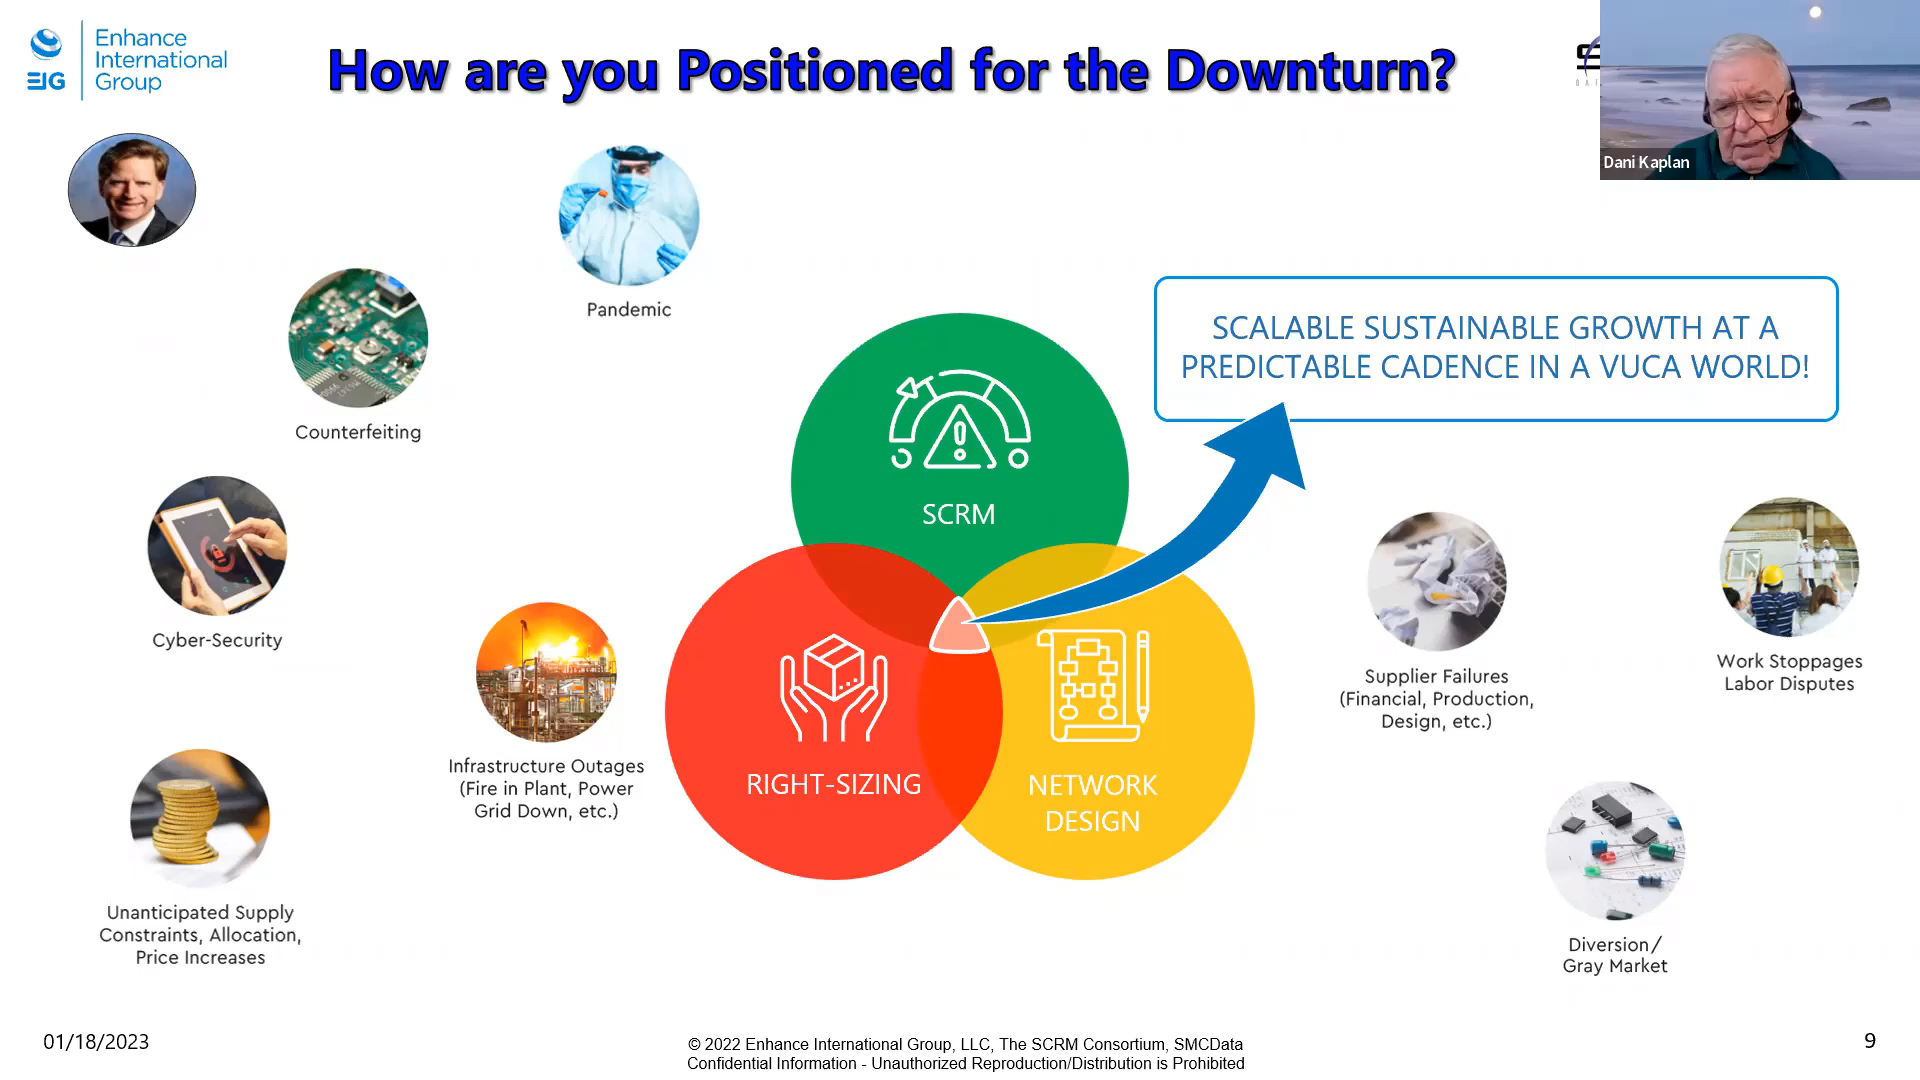 Enhance
International
Group
EIG
How are you Positioned for the Downturn?
Dani Kaplan
Pandemic
Counterfeiting
SCALABLE SUSTAINABLE GROWTH AT A
PREDICTABLE CADENCE IN A VUCA WORLD!
SCRM
Cyber-Security
Infrastructure Outages
(Fire in Plant, Power
Grid Down, etc.)
RIGHT-SIZING
NETWORK
DESIGN
Supplier Failures
(Financial, Production,
Design, etc.)
Work Stoppages
Labor Disputes
Unanticipated Supply
Constraints, Allocation,
Price Increases
Diversion/
Gray Market
01/18/2023
© 2022 Enhance International Group, LLC, The SCRM Consortium, SMCData
Confidential Information - Unauthorized Reproduction/Distribution is Prohibited
9